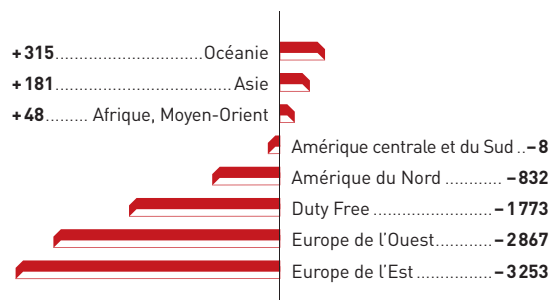 +315..............................Océanie
+181....................................Asie
+48......... Afrique, Moyen-Orient
Amérique centrale et du Sud ..–8
Amérique du Nord ............ –832
Duty Free .........................–1773
Europe de l’Ouest............–2867
Europe de l’Est ................–3253